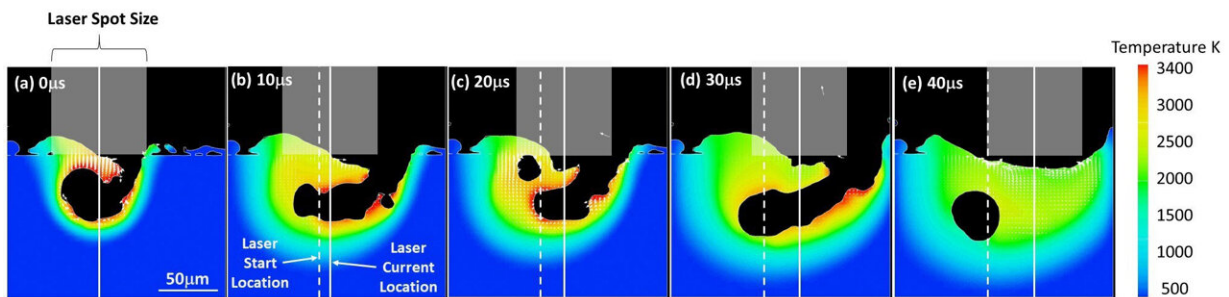 Laser Spot Size
Temperature K
(a) 0μs
(b) 10μs
(c) 20μs
(d) 30μs
(e) 40μs
3400
3000
2500
2000
1500
1000
500
Laser
Start
Location
Laser
Current
Location
50μm